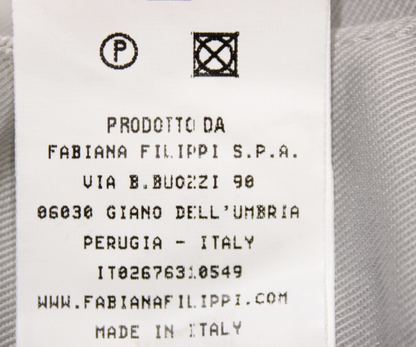 P
PRODOTTO DA
FABIANA FILIPPI S.P.A.
VIA B.BUOZZI 90
06030 GIANO DELL'UMBRIA
PERUGIA - ITALY
IT02676310549
WWW.FABIANAFILIPPI.COM
MADE IN ITALY